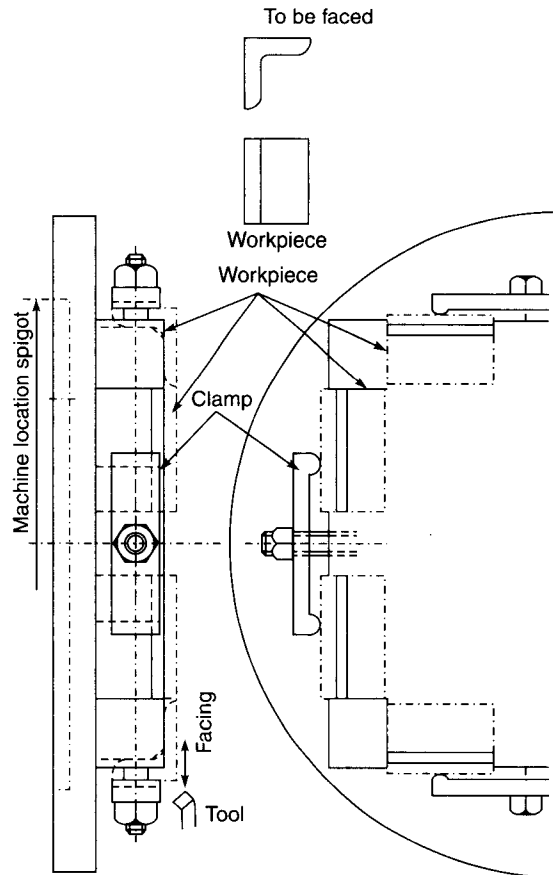 To be faced
Workpiece
Workpiece
Clamp
Machine location spigot
Facing
Tool